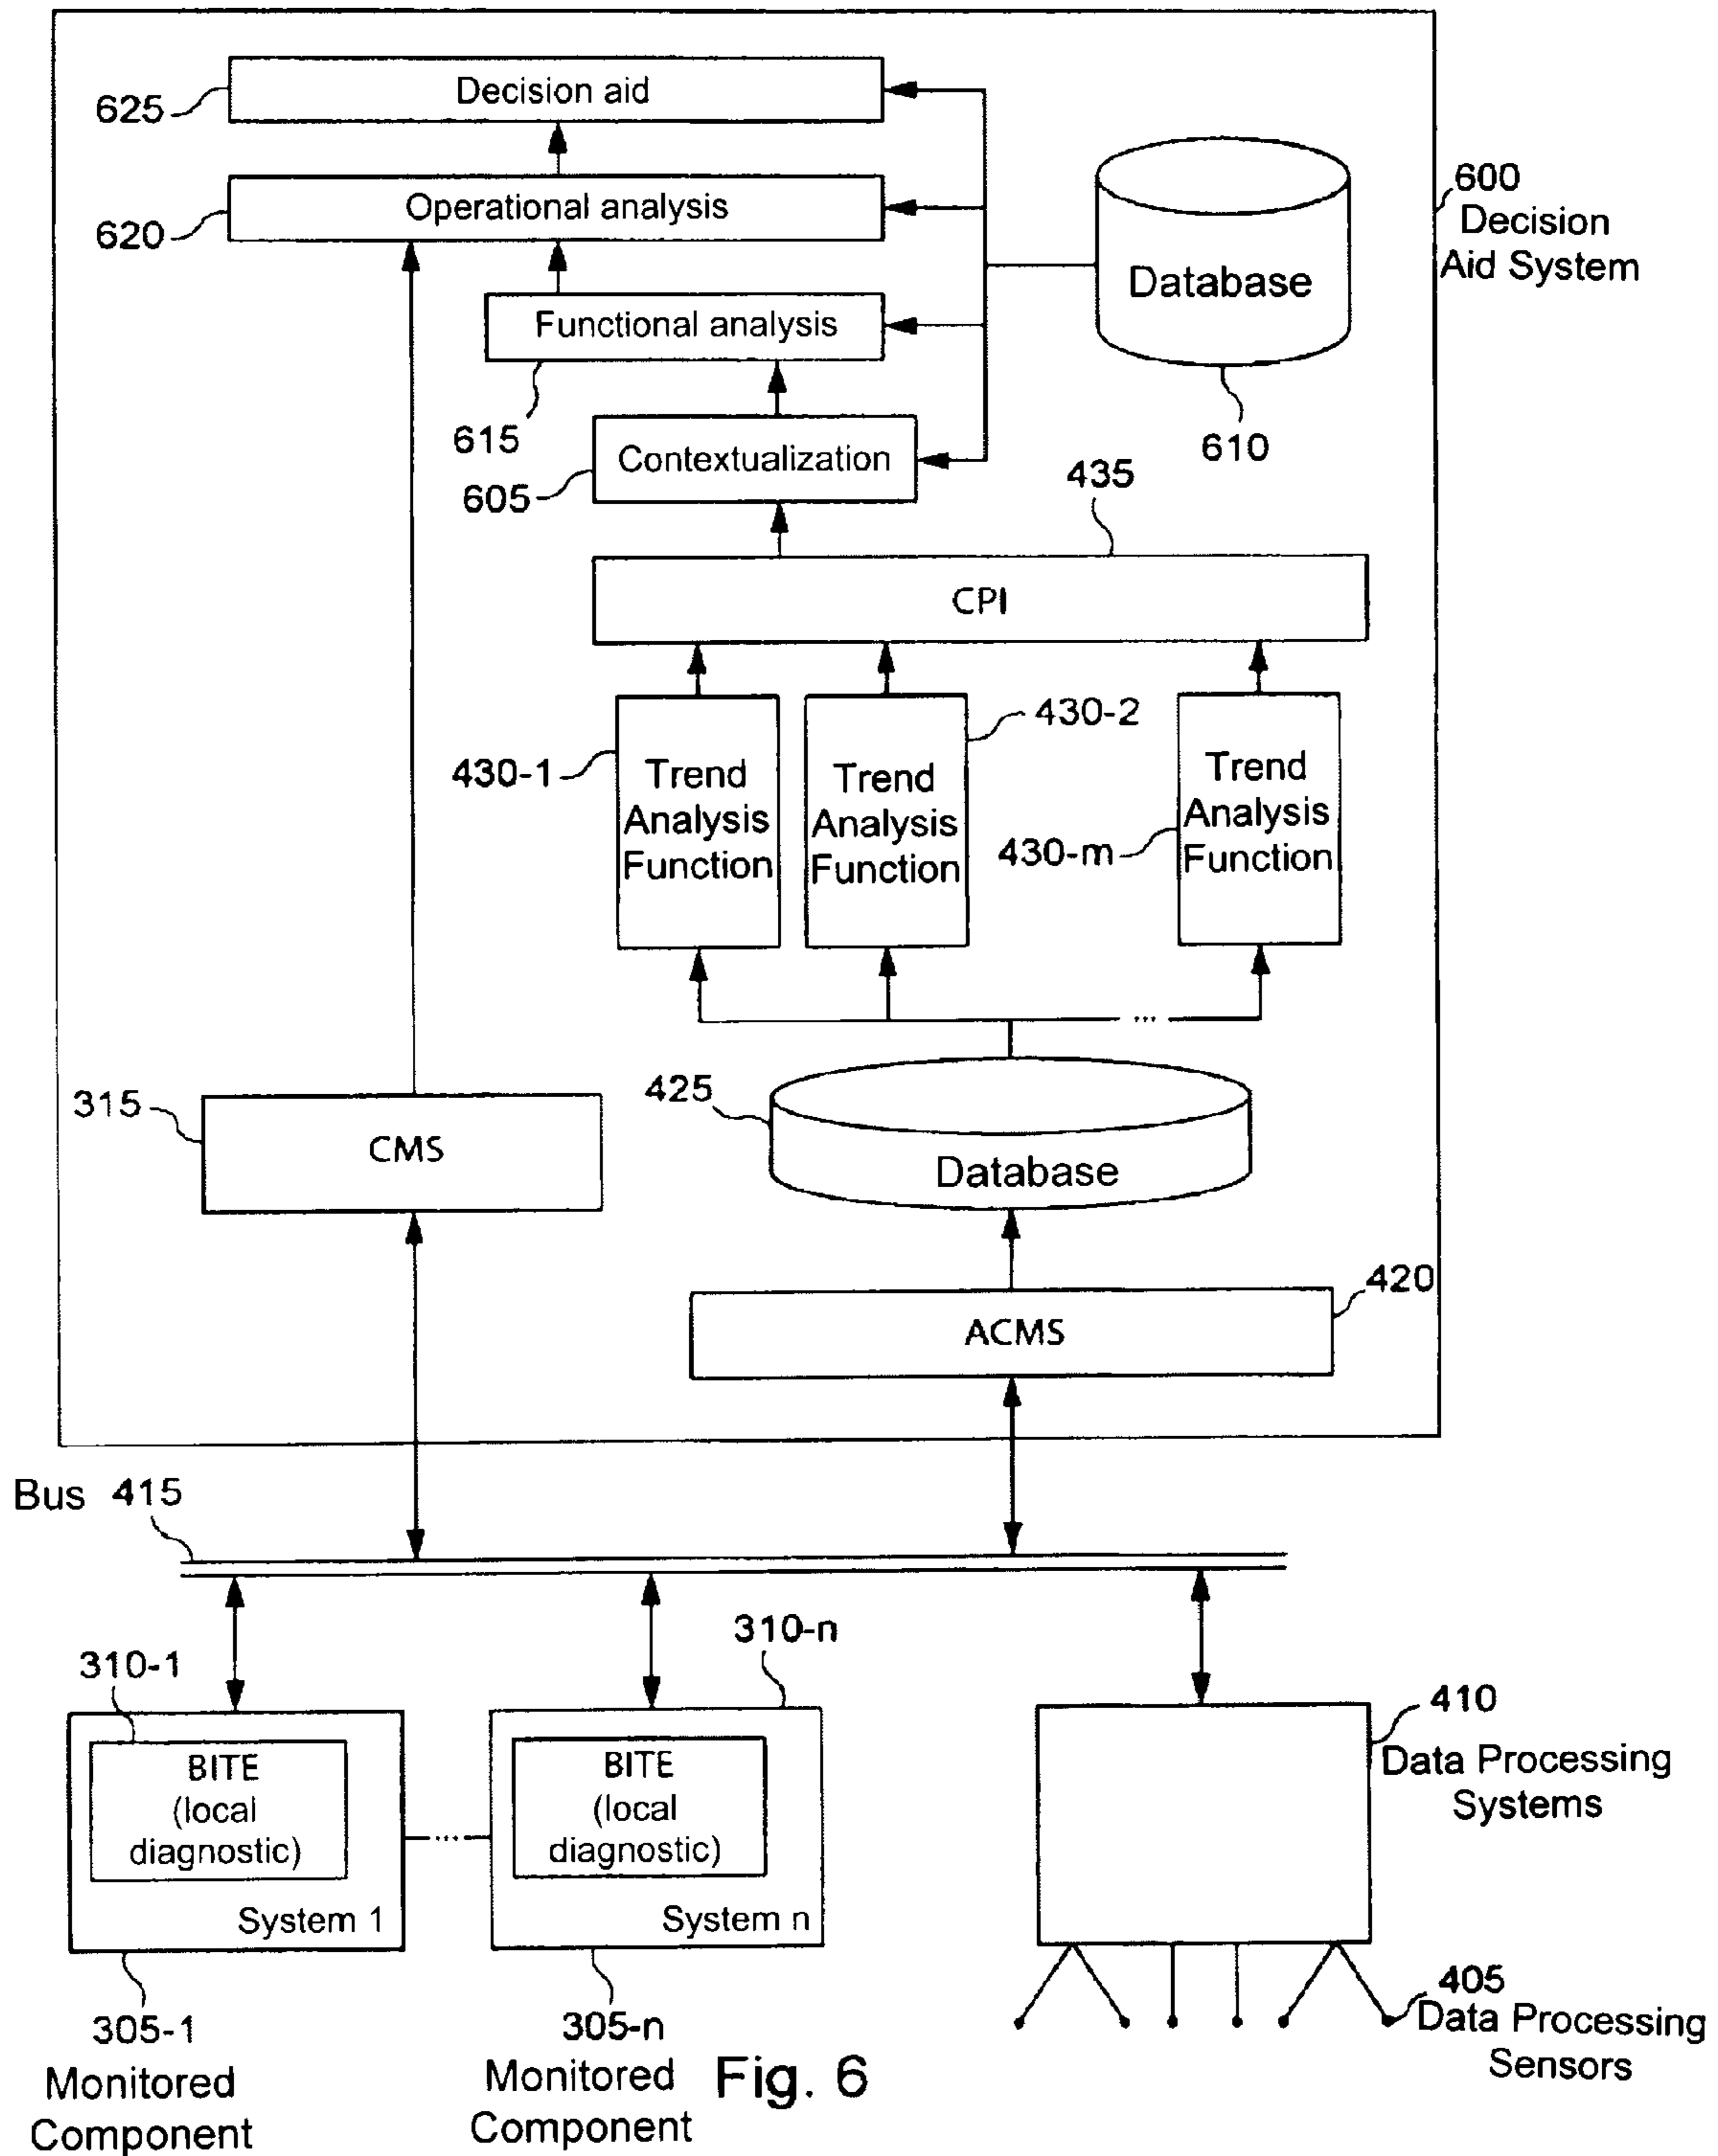 Decision aid
625
600
Decision
Aid System
Operational analysis
620
Database
610
Functional analysis
615
Contextualization
605
435
CPI
430-1
Trend
Analysis
Function
430-2
Trend
Analysis
Function
430-m
Trend
Analysis
Function
...
315
CMS
425
Database
420
ACMS
Bus 415
310-1
BITE
(local
diagnostic)
System 1
305-1
Monitored
Component
...
310-n
BITE
(local
diagnostic)
System n
305-n
Monitored
Component
410
Data Processing
Systems
405
Data Processing
Sensors
Fig. 6